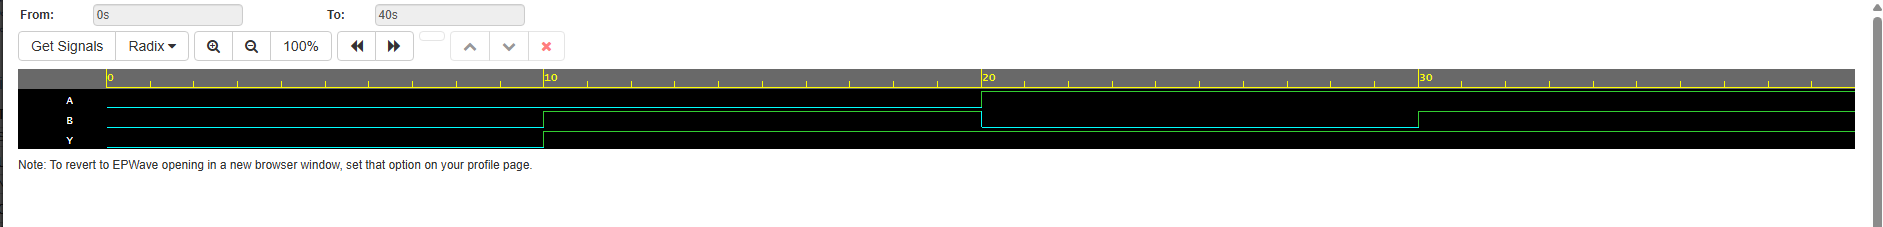 From: 0s To: 40s
Get Signals Radix 100%
0 10 20 30
A
B
Y
Note: To revert to EPWave opening in a new browser window, set that option on your profile page.